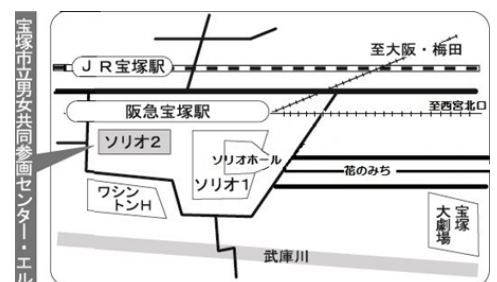 宝塚市立男女共同参画センター・エル
至大阪・梅田
JR宝塚駅
阪急宝塚駅
至西宮北口
ソリオ2
ソリオホール
ソリオ1
花のみち
ワシン
トンH
宝塚
大劇場
武庫川